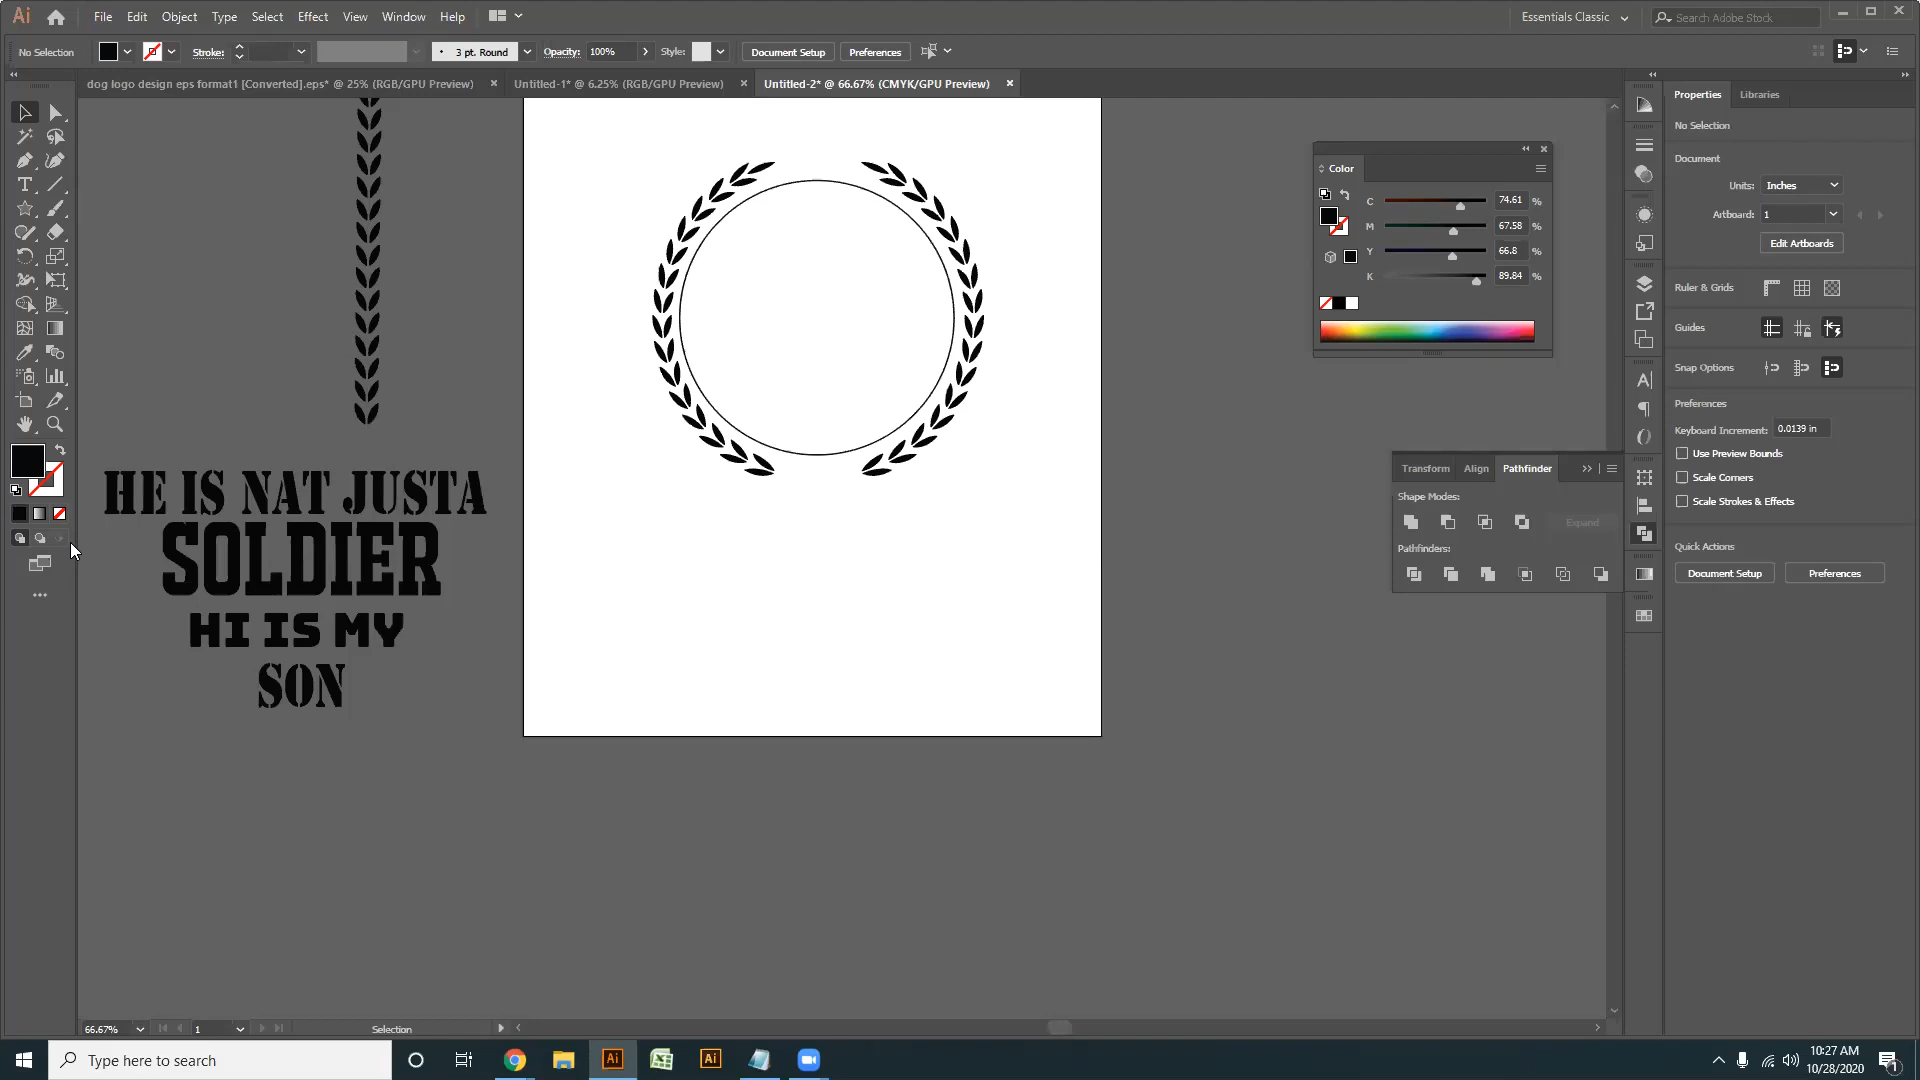 Ai File Edit Object Type Select Effect View Window Help Essentials Classic Search Adobe Stock
No Selection Stroke: 3 pt. Round Opacity: 100% Style: Document Setup Preferences
dog logo design eps format1 [Converted].eps* @ 25% (RGB/GPU Preview) Untitled-1* @ 6.25% (RGB/GPU Preview) Untitled-2* @ 66.67% (CMYK/GPU Preview)
Properties Libraries
No Selection
Document
Units: Inches
Artboard: 1
Edit Artboards
Ruler & Grids
Guides
Snap Options
Preferences
Keyboard Increment: 0.0139 in
Use Preview Bounds
Scale Corners
Scale Strokes & Effects
Quick Actions
Document Setup Preferences
Color
C 74.61 %
M 67.58 %
Y 66.8 %
K 89.84 %
Transform Align Pathfinder
Shape Modes:
Expand
Pathfinders:
HE IS NAT JUSTA
SOLDIER
HI IS MY
SON
66.67% 1 Selection
Type here to search
10:27 AM
10/28/2020